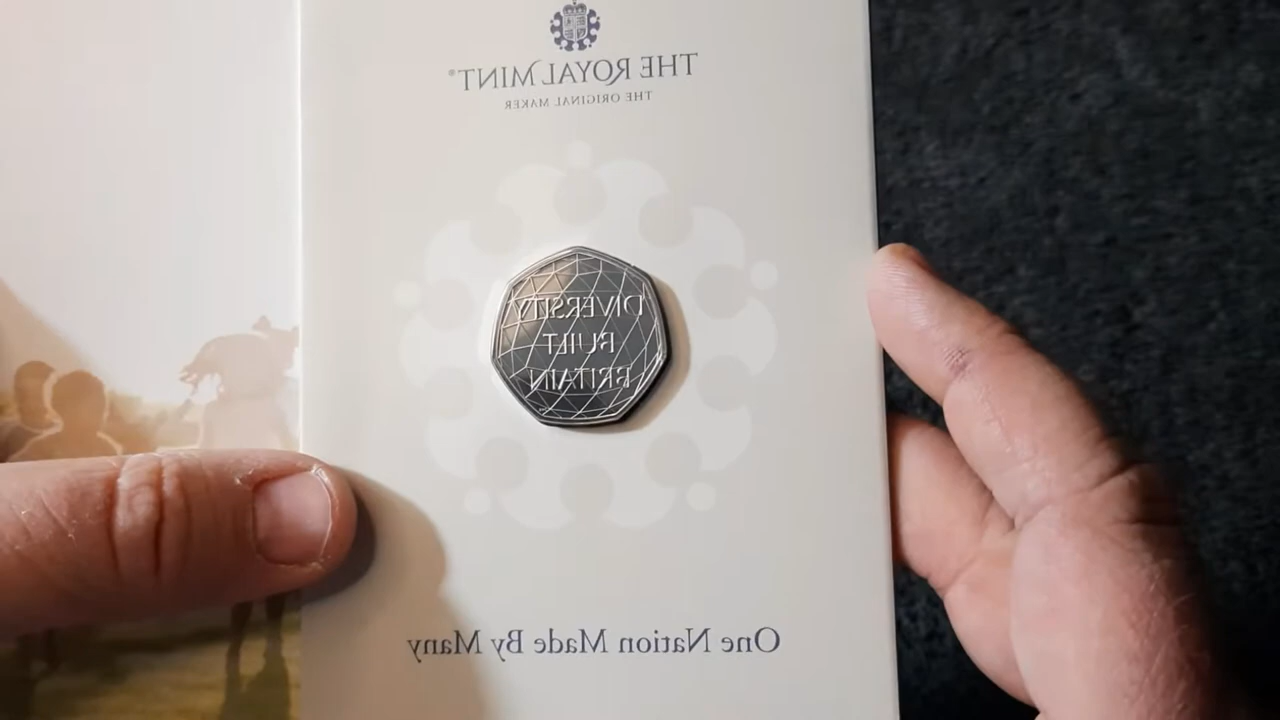 THE ROYAL MINT®
THE ORIGINAL MAKER
DIVERSITY
BUILT
BRITAIN
One Nation Made By Many